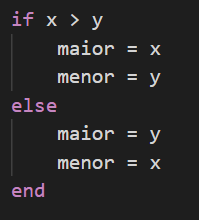 if x > y
    maior = x
    menor = y
else
    maior = y
    menor = x
end